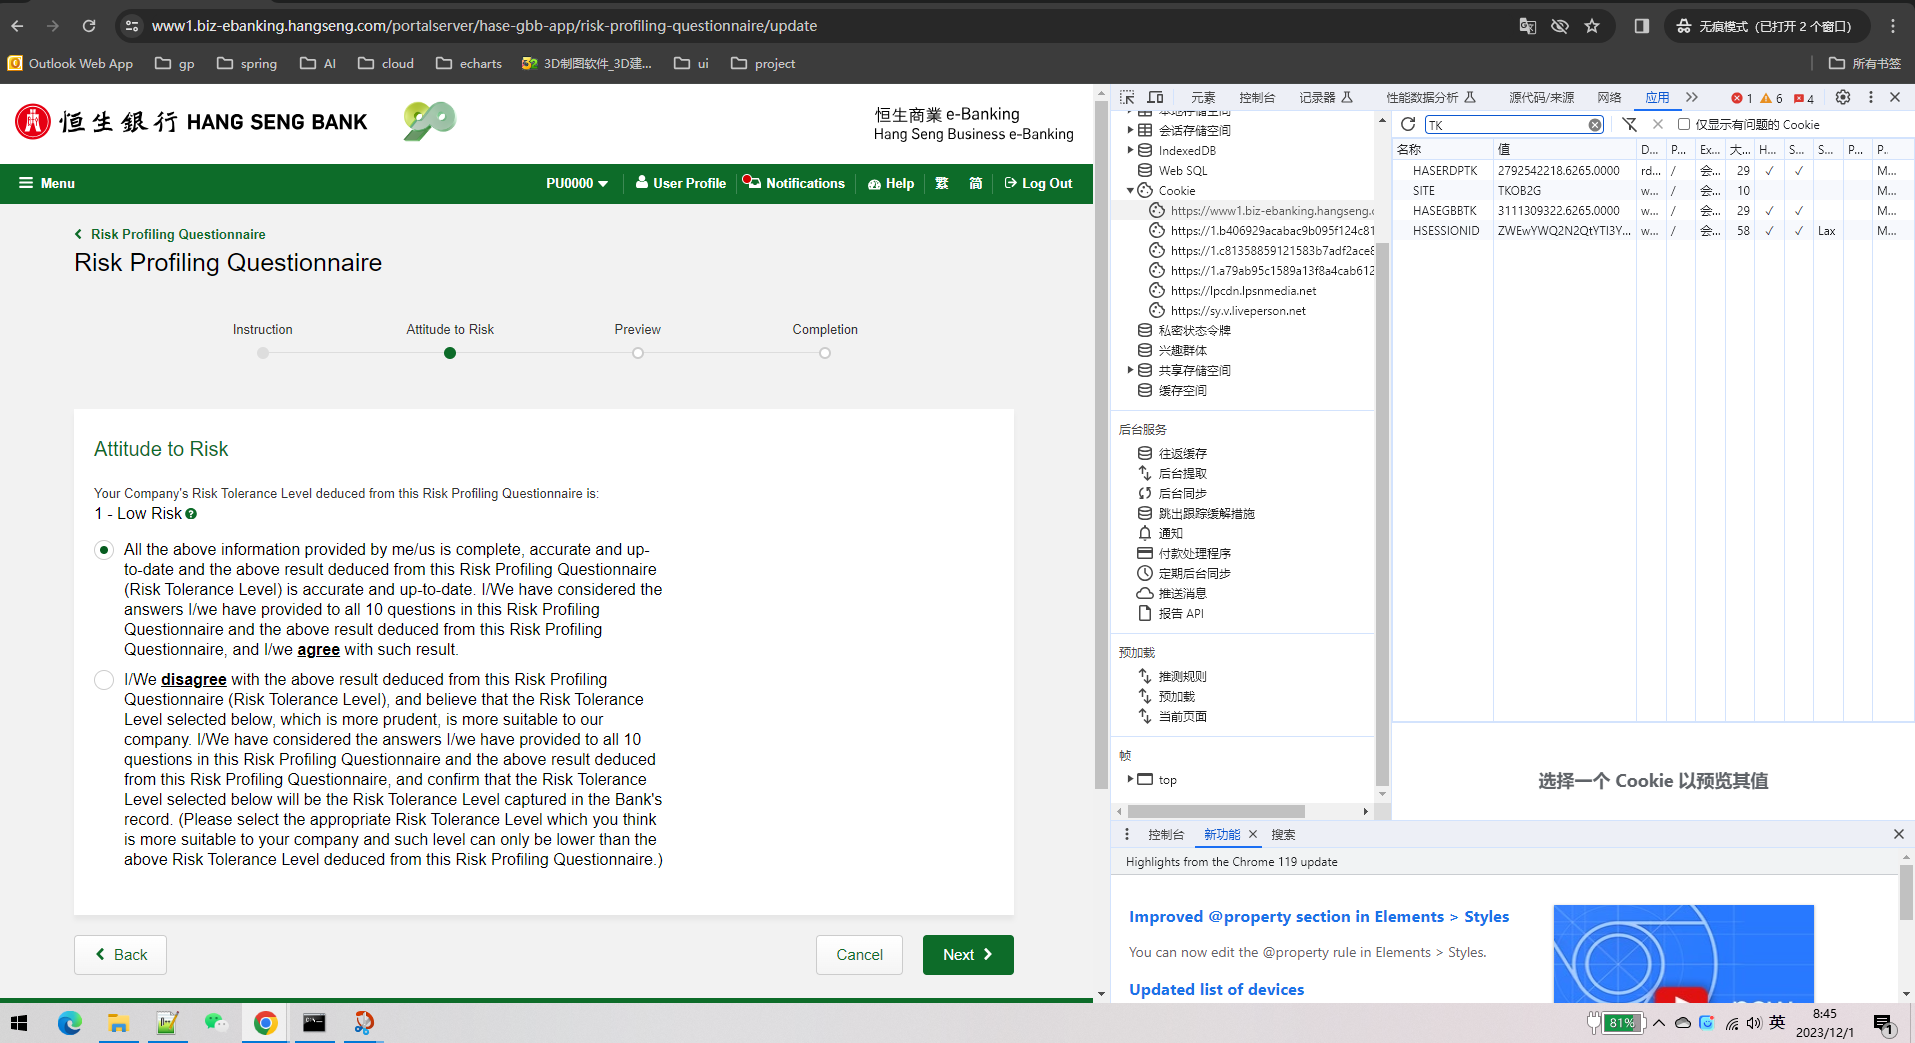 www1.biz-ebanking.hangseng.com/portalserver/hase-gbb-app/risk-profiling-questionnaire/update
无痕模式（已打开 2 个窗口）
Outlook Web App
gp
spring
AI
cloud
echarts
3D制图软件_3D建...
ui
project
所有书签
恒生銀行 HANG SENG BANK
90
恒生商業 e-Banking
Hang Seng Business e-Banking
Menu
PU0000
User Profile
Notifications
Help
繁
简
Log Out
Risk Profiling Questionnaire
Risk Profiling Questionnaire
Instruction
Attitude to Risk
Preview
Completion
Attitude to Risk
Your Company's Risk Tolerance Level deduced from this Risk Profiling Questionnaire is:
1 - Low Risk
All the above information provided by me/us is complete, accurate and up-
to-date and the above result deduced from this Risk Profiling Questionnaire
(Risk Tolerance Level) is accurate and up-to-date. I/We have considered the
answers I/we have provided to all 10 questions in this Risk Profiling
Questionnaire and the above result deduced from this Risk Profiling
Questionnaire, and I/we agree with such result.
I/We disagree with the above result deduced from this Risk Profiling
Questionnaire (Risk Tolerance Level), and believe that the Risk Tolerance
Level selected below, which is more prudent, is more suitable to our
company. I/We have considered the answers I/we have provided to all 10
questions in this Risk Profiling Questionnaire and the above result deduced
from this Risk Profiling Questionnaire, and confirm that the Risk Tolerance
Level selected below will be the Risk Tolerance Level captured in the Bank's
record. (Please select the appropriate Risk Tolerance Level which you think
is more suitable to your company and such level can only be lower than the
above Risk Tolerance Level deduced from this Risk Profiling Questionnaire.)
Back
Cancel
Next
元素
控制台
记录器
性能数据分析
源代码/来源
网络
应用
1
6
4
本地存储空间
会话存储空间
IndexedDB
Web SQL
Cookie
https://www1.biz-ebanking.hangseng.c
https://1.b406929acabac9b095f124c81
https://1.c81358859121583b7adf2ace8
https://1.a79ab95c1589a13f8a4cab612
https://lpcdn.lpsnmedia.net
https://sy.v.liveperson.net
私密状态令牌
兴趣群体
共享存储空间
缓存空间
后台服务
往返缓存
后台提取
后台同步
跳出跟踪缓解措施
通知
付款处理程序
定期后台同步
推送消息
报告 API
预加载
推测规则
预加载
当前页面
帧
top
TK
仅显示有问题的 Cookie
名称 值 D... P... Ex... 大... H... S... S... P... P.
HASERDPTK 2792542218.6265.0000 rd... / 会... 29 ✓ ✓ M...
SITE TKOB2G w... / 会... 10 M...
HASEGBBTK 3111309322.6265.0000 w... / 会... 29 ✓ ✓ M...
HSESSIONID ZWEwYWQ2N2QtYTI3Y... w... / 会... 58 ✓ ✓ Lax M...
选择一个 Cookie 以预览其值
控制台
新功能
搜索
Highlights from the Chrome 119 update
Improved @property section in Elements > Styles
You can now edit the @property rule in Elements > Styles.
Updated list of devices
81%
英
8:45
2023/12/1
1